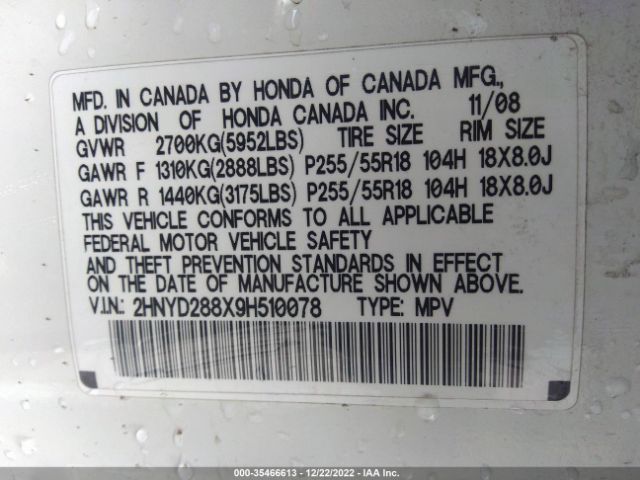 MFD. IN CANADA BY HONDA OF CANADA MFG.,
A DIVISION OF HONDA CANADA INC. 11/08
GVWR 2700KG(5952LBS) TIRE SIZE RIM SIZE
GAWR F 1310KG(2888LBS) P255/55R18 104H 18X8.0J
GAWR R 1440KG(3175LBS) P255/55R18 104H 18X8.0J
THIS VEHICLE CONFORMS TO ALL APPLICABLE
FEDERAL MOTOR VEHICLE SAFETY
AND THEFT PREVENTION STANDARDS IN EFFECT
ON THE DATE OF MANUFACTURE SHOWN ABOVE.
V.I.N.: 2HNYD288X9H510078 TYPE: MPV
000-35466613 - 12/22/2022 - IAA Inc.